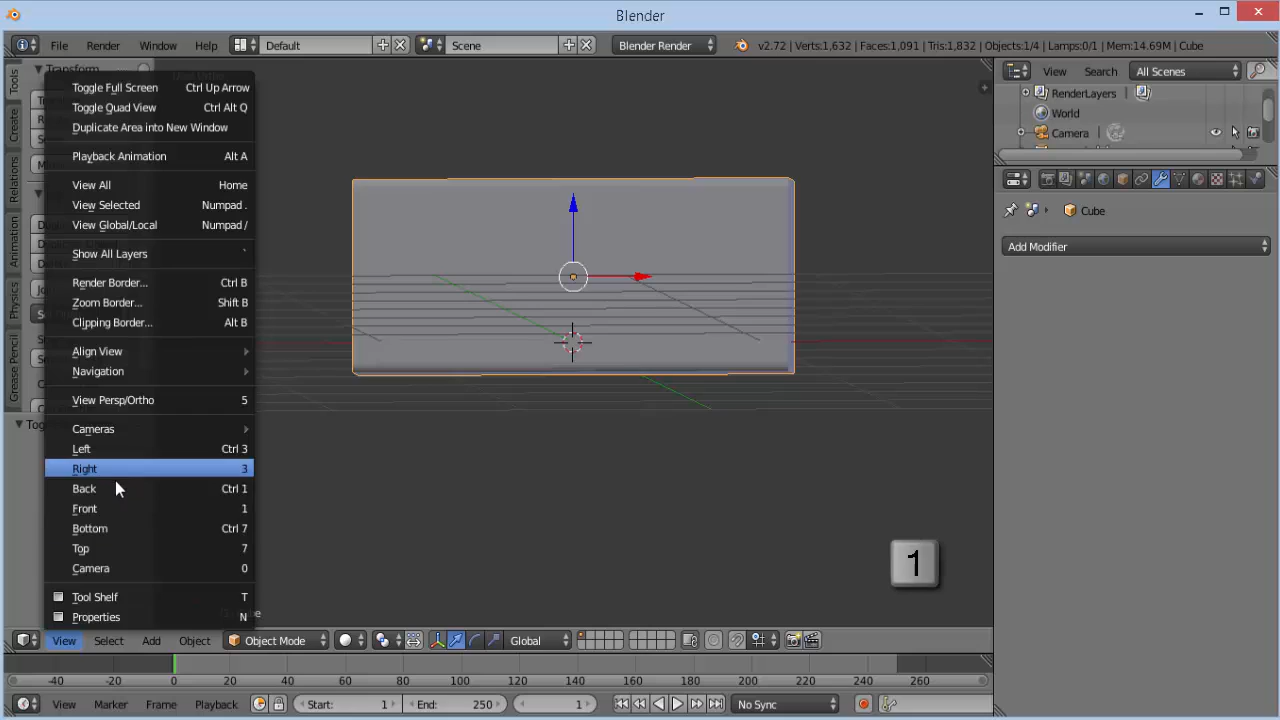 Blender
File Render Window Help Default Scene Blender Render v2.72 | Verts:1,632 | Faces:1,091 | Tris:1,832 | Objects:1/4 | Lamps:0/1 | Mem:14.69M | Cube
Transform
Tools
Create
Relations
Animation
Physics
Grease Pencil
Toggle Full Screen Ctrl Up Arrow
Toggle Quad View Ctrl Alt Q
Duplicate Area into New Window
Playback Animation Alt A
View All Home
View Selected Numpad .
View Global/Local Numpad /
Show All Layers `
Render Border... Ctrl B
Zoom Border... Shift B
Clipping Border... Alt B
Align View
Navigation
View Persp/Ortho 5
Cameras
Left Ctrl 3
Right 3
Back Ctrl 1
Front 1
Bottom Ctrl 7
Top 7
Camera 0
Tool Shelf T
Properties N
1
View Search All Scenes
RenderLayers
World
Camera
Cube
Add Modifier
View Select Add Object Object Mode Global
-40 -20 0 20 40 60 80 100 120 140 160 180 200 220 240 260
View Marker Frame Playback Start: 1 End: 250 1 No Sync